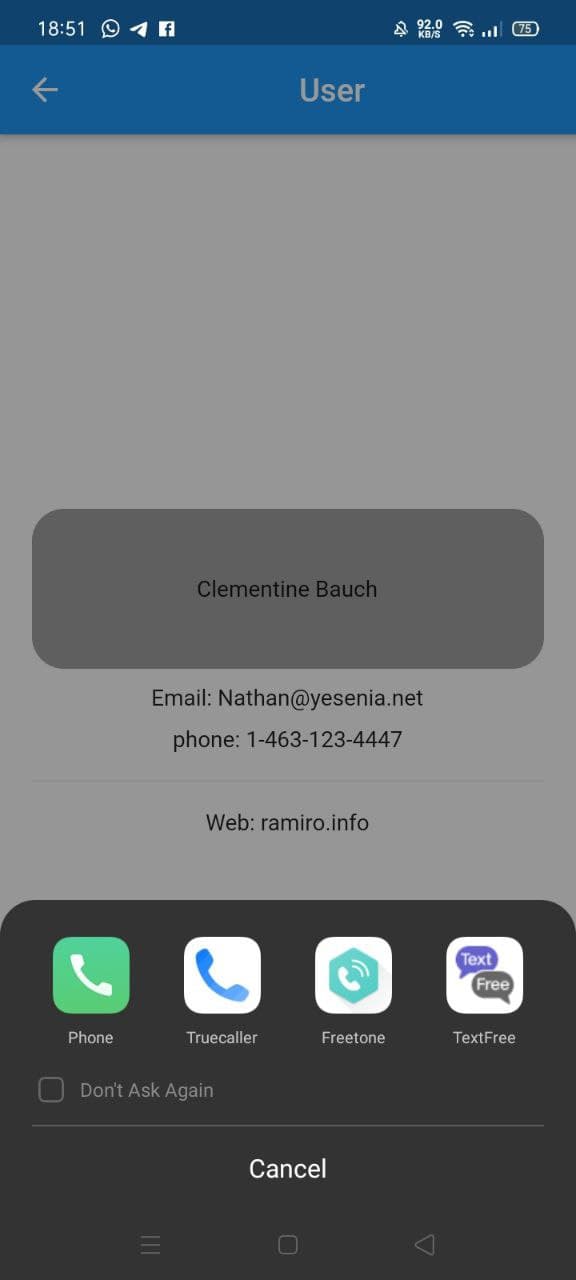 18:51 92.0 KB/S 75
User
Clementine Bauch
Email: Nathan@yesenia.net
phone: 1-463-123-4447
Web: ramiro.info
Text
Free
Phone Truecaller Freetone TextFree
Don't Ask Again
Cancel